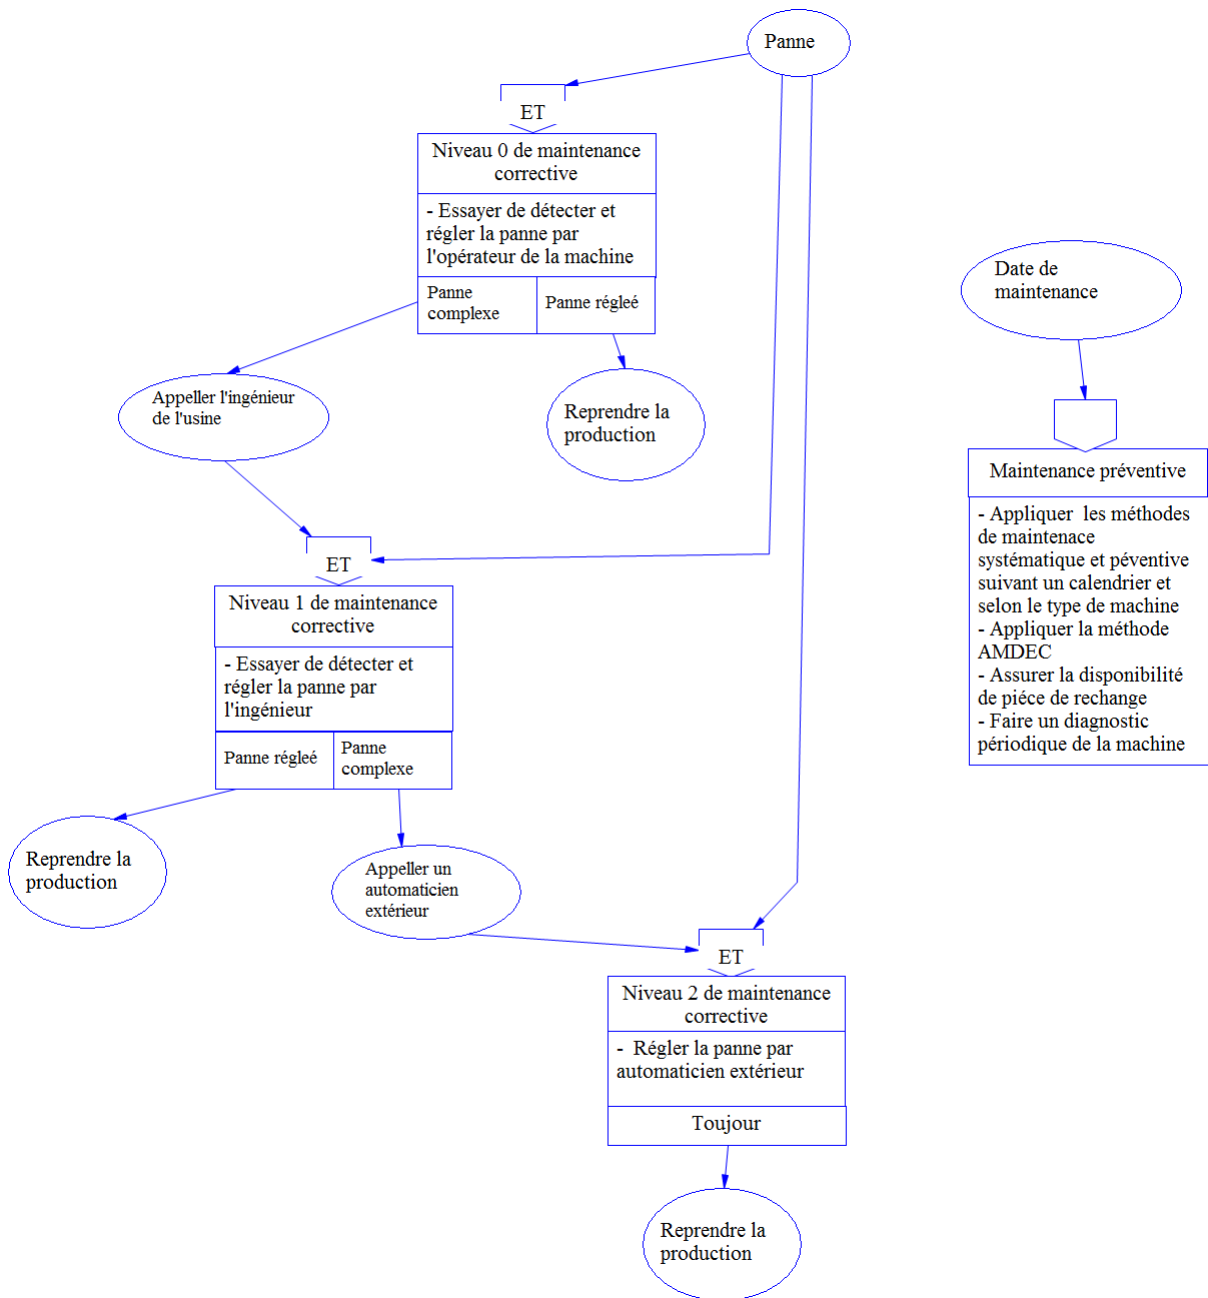 Panne
ET
Niveau 0 de maintenance
corrective
- Essayer de détecter et
régler la panne par
l'opérateur de la machine
Panne
complexe
Panne régleé
Appeller l'ingénieur
de l'usine
Reprendre la
production
ET
Niveau 1 de maintenance
corrective
- Essayer de détecter et
régler la panne par
l'ingénieur
Panne régleé
Panne
complexe
Reprendre la
production
Appeller un
automaticien
extérieur
ET
Niveau 2 de maintenance
corrective
- Régler la panne par
automaticien extérieur
Toujour
Reprendre la
production
Date de
maintenance
Maintenance préventive
- Appliquer les méthodes
de maintenace
systématique et péventive
suivant un calendrier et
selon le type de machine
- Appliquer la méthode
AMDEC
- Assurer la disponibilité
de piéce de rechange
- Faire un diagnostic
périodique de la machine